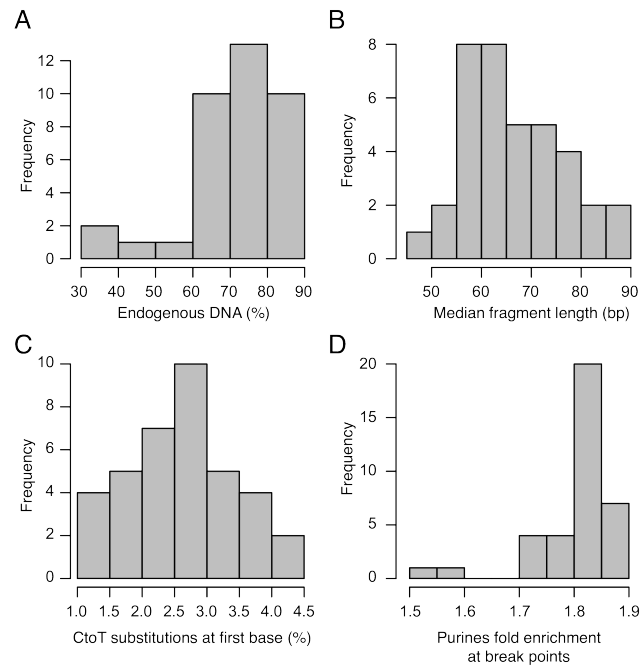 A
Frequency
12
10
8
6
4
2
0
30 40 50 60 70 80 90
Endogenous DNA (%)
B
Frequency
8
6
4
2
0
50 60 70 80 90
Median fragment length (bp)
C
Frequency
10
8
6
4
2
0
1.0 1.5 2.0 2.5 3.0 3.5 4.0 4.5
CtoT substitutions at first base (%)
D
Frequency
20
15
10
5
0
1.5 1.6 1.7 1.8 1.9
Purines fold enrichment
at break points